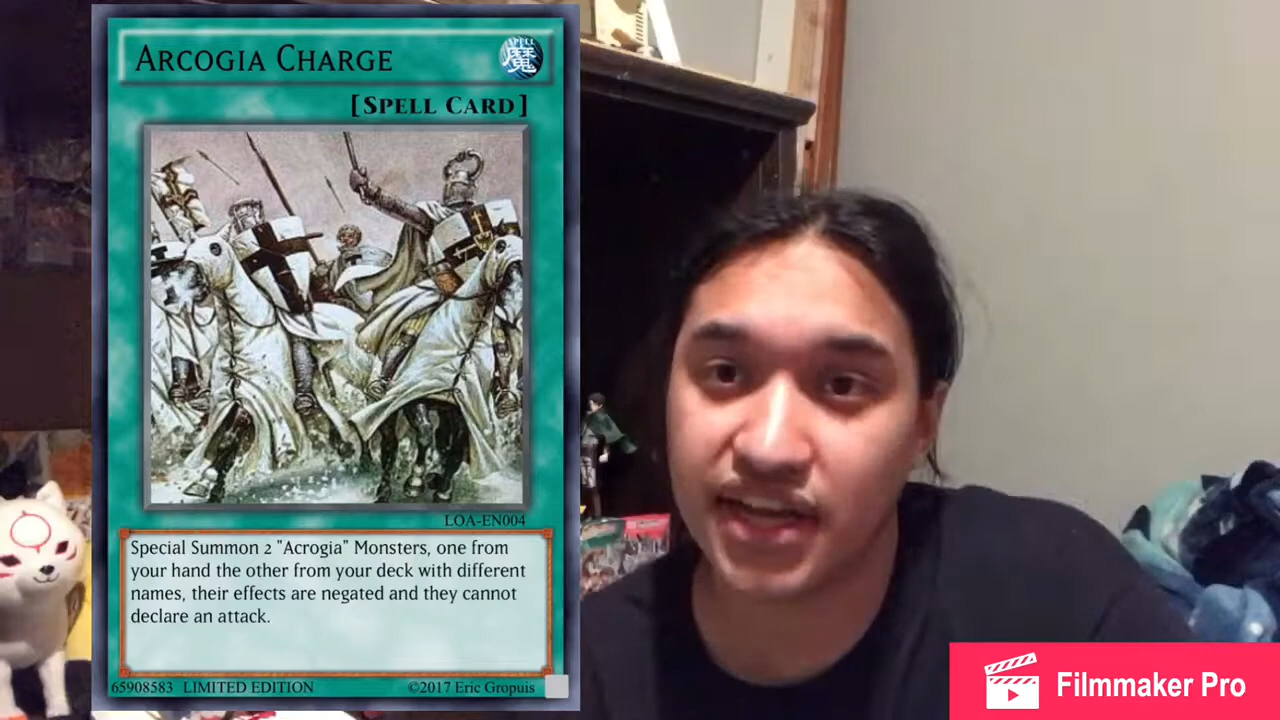 ARCOGIA CHARGE
SPELL
魔
[SPELL CARD]
LOA-EN004
Special Summon 2 "Acrogia" Monsters, one from
your hand the other from your deck with different
names, their effects are negated and they cannot
declare an attack.
65908583 LIMITED EDITION
©2017 Eric Gropuis
Filmmaker Pro